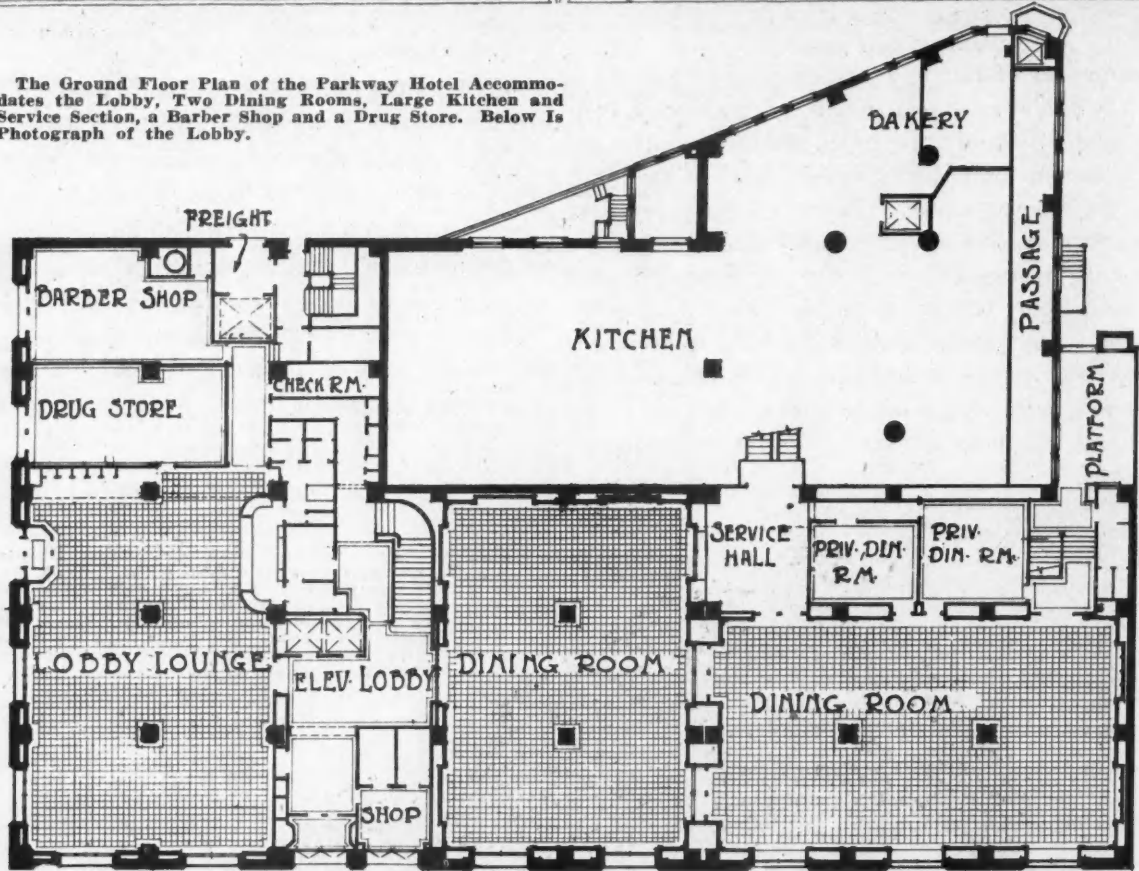 The Ground Floor Plan of the Parkway Hotel Accommo-
dates the Lobby, Two Dining Rooms, Large Kitchen and
Service Section, a Barber Shop and a Drug Store. Below Is
Photograph of the Lobby.
BAKERY
FREIGHT
PASSAGE
BARBER SHOP
KITCHEN
CHECK RM.
DRUG STORE
PLATFORM
SERVICE
HALL
PRIV. DIN.
RM.
PRIV.
DIN. RM.
LOBBY LOUNGE
ELEV. LOBBY
DINING ROOM
DINING ROOM
SHOP